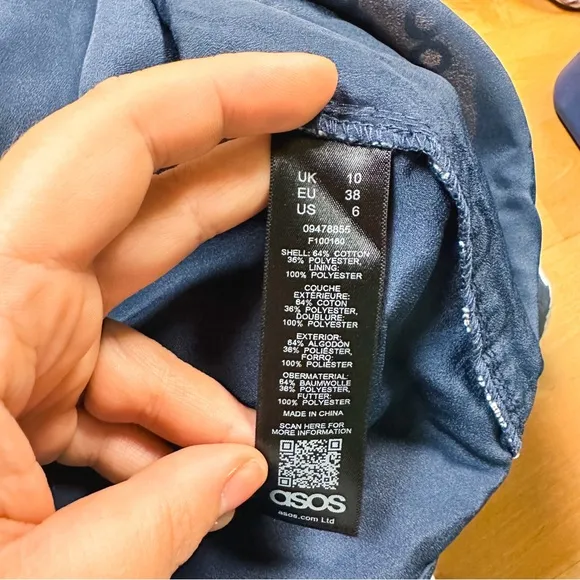 UK 10
EU 38
US 6
09478855
F100160
SHELL: 64% COTTON
36% POLYESTER,
LINING:
100% POLYESTER
COUCHE
EXTÉRIEURE:
64% COTON
36% POLYESTER,
DOUBLURE:
100% POLYESTER
EXTERIOR:
64% ALGODÓN
36% POLIÉSTER,
FORRO:
100% POLIÉSTER
OBERMATERIAL:
64% BAUMWOLLE
36% POLYESTER,
FUTTER:
100% POLYESTER
MADE IN CHINA
SCAN HERE FOR
MORE INFORMATION
asos
asos.com Ltd